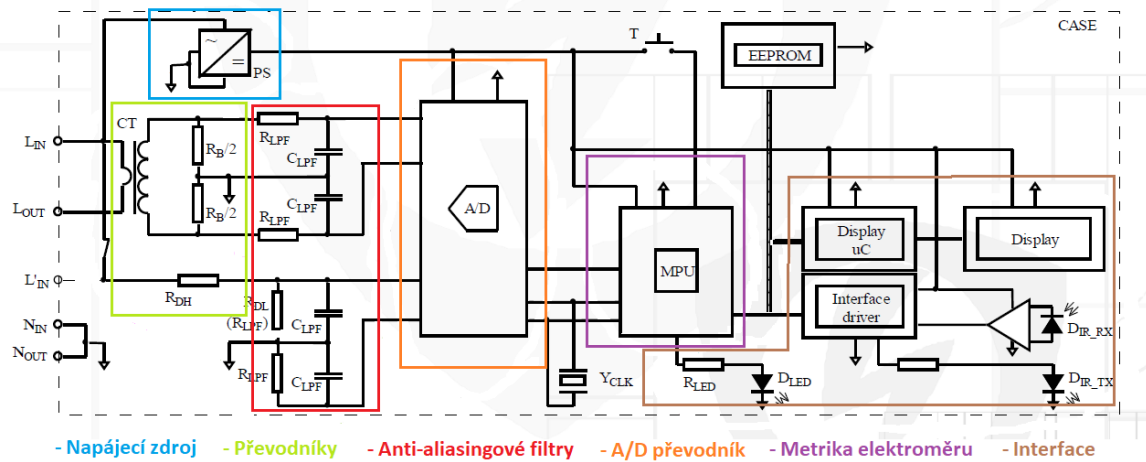 CASE
T
EEPROM
~
=
PS
CT
L_IN
R_B/2
R_LPF
C_LPF
C_LPF
R_B/2
L_OUT
R_LPF
A/D
MPU
Display
uC
Display
L'_IN
R_DH
R_DL
(R_LPF)
C_LPF
Interface
driver
N_IN
N_OUT
R_LPF
C_LPF
D_IR_RX
Y_CLK
R_LED
D_LED
D_IR_TX
- Napájecí zdroj - Převodníky - Anti-aliasingové filtry - A/D převodník - Metrika elektroměru - Interface